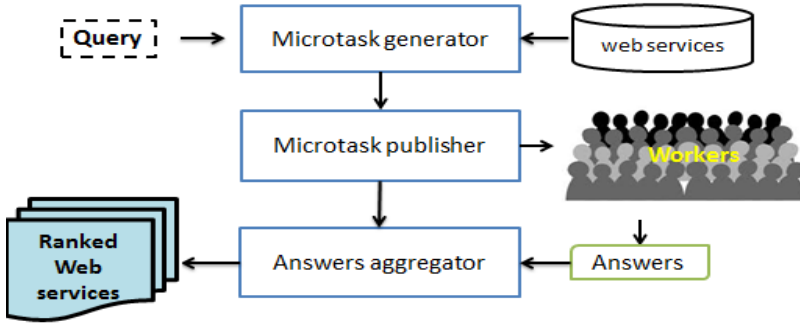 Query
Microtask generator
web services
Microtask publisher
Workers
Ranked
Web
services
Answers aggregator
Answers